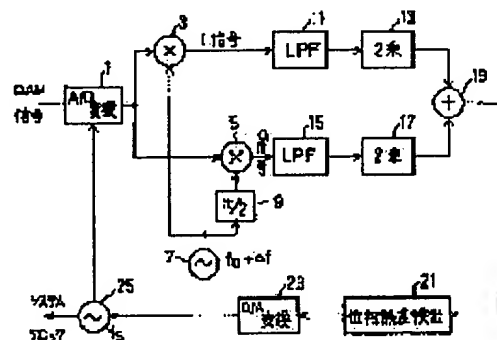 3
I信号
11
LPF
13
2乗
1
QAM
信号
A/D
変換
19
+
5
Q信号
15
LPF
17
2乗
π/2
9
7
f0+Δf
25
システム
クロック
fs
23
D/A
変換
21
位相誤差検出